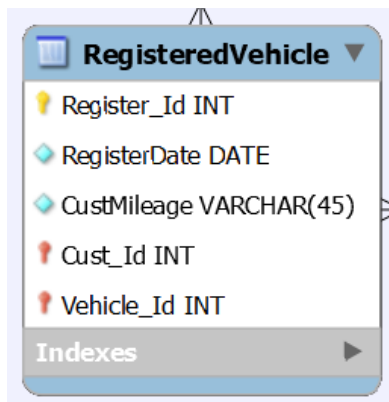 RegisteredVehicle
Register_Id INT
RegisterDate DATE
CustMileage VARCHAR(45)
Cust_Id INT
Vehicle_Id INT
Indexes